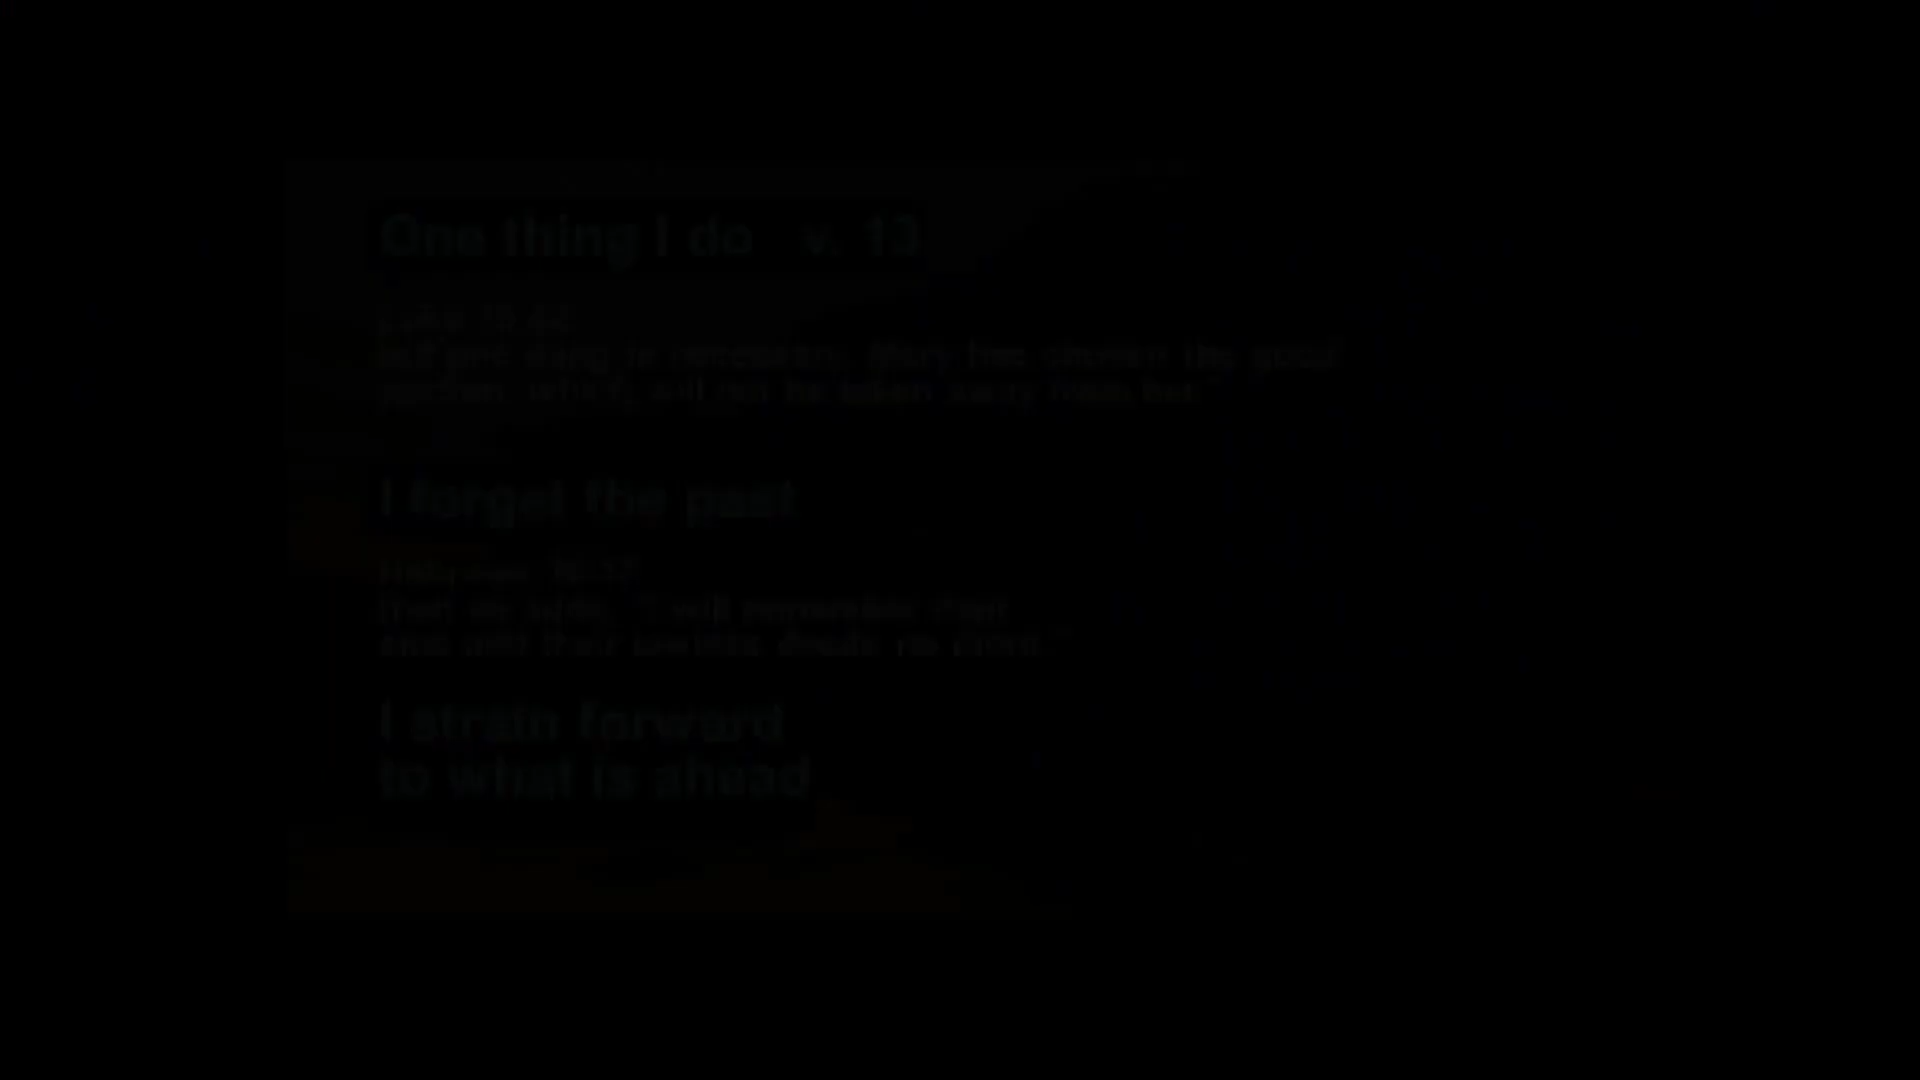 One thing I do v. 13
Luke 10:42
but one thing is necessary. Mary has chosen the good
portion, which will not be taken away from her."
I forget the past
Hebrews 10:17
then he adds, "I will remember their
sins and their lawless deeds no more."
I strain forward
to what is ahead